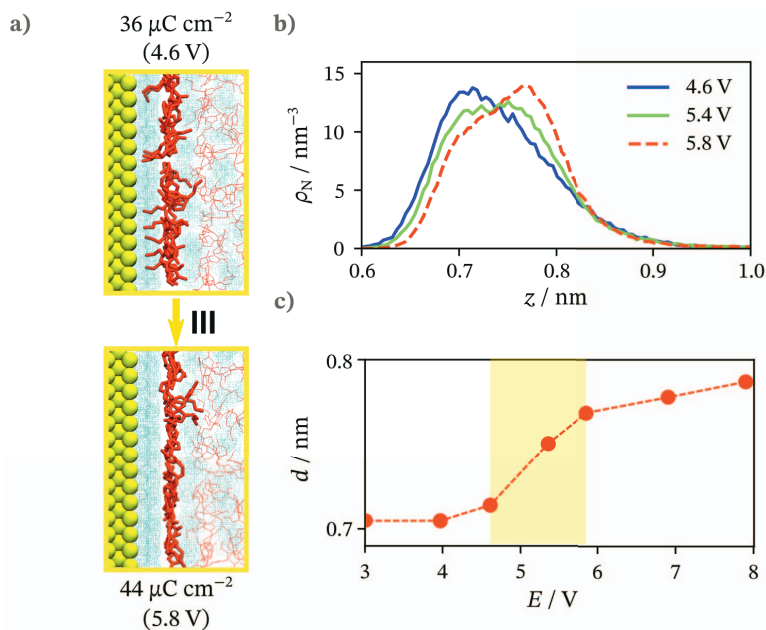 a)
36 μC cm⁻²
(4.6 V)
III
44 μC cm⁻²
(5.8 V)
b)
15
10
5
0
ρN / nm⁻³
4.6 V
5.4 V
5.8 V
0.6 0.7 0.8 0.9 1.0
z / nm
c)
0.8
0.7
d / nm
3 4 5 6 7 8
E / V